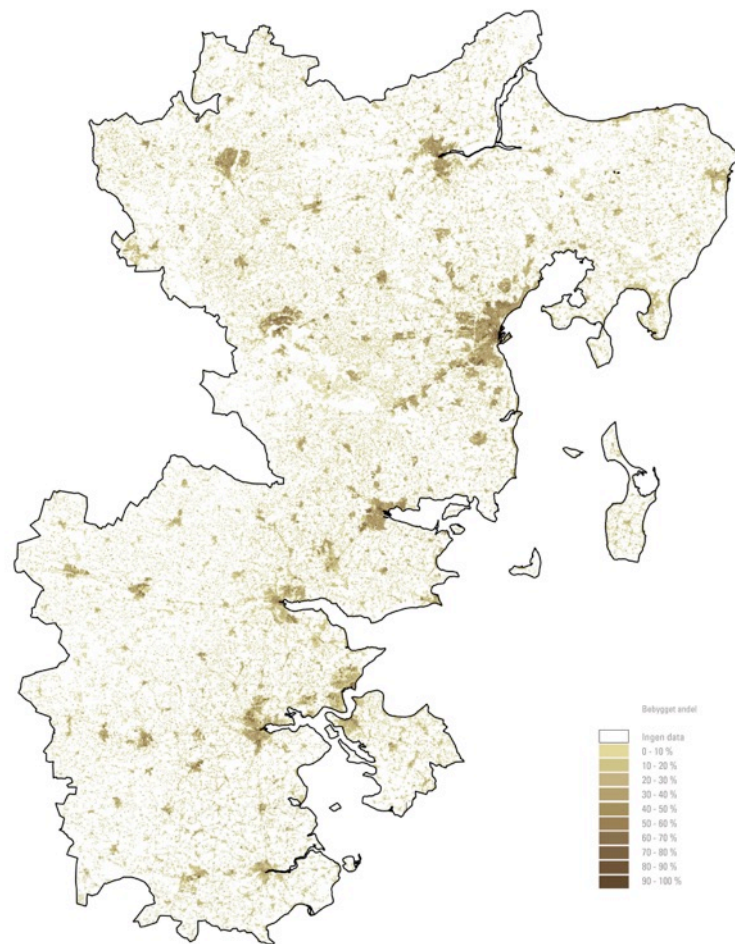 Bebygget andel
Ingen data
0 - 10 %
10 - 20 %
20 - 30 %
30 - 40 %
40 - 50 %
50 - 60 %
60 - 70 %
70 - 80 %
80 - 90 %
90 - 100 %